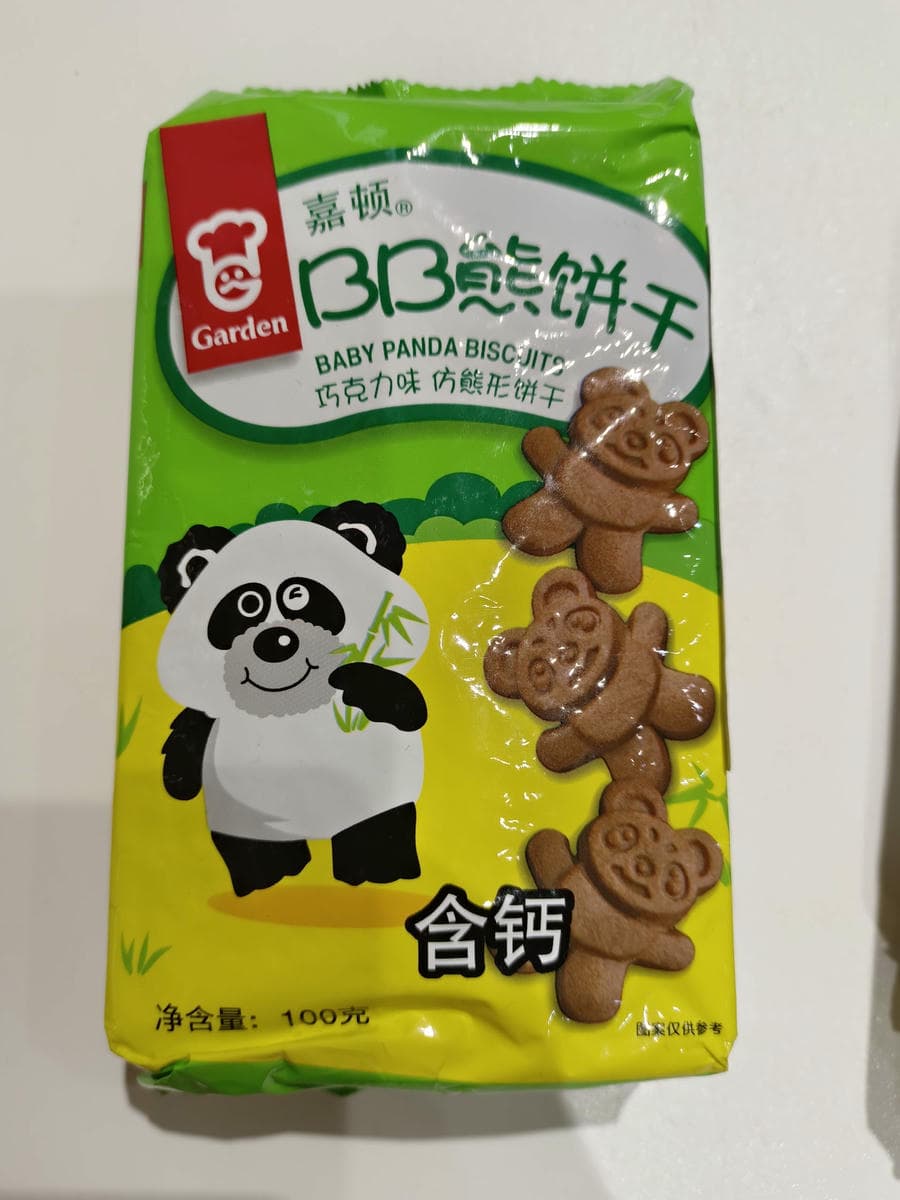 嘉顿®
Garden
BB熊饼干
BABY PANDA BISCUITS
巧克力味 仿熊形饼干
含钙
净含量：100克
图案仅供参考